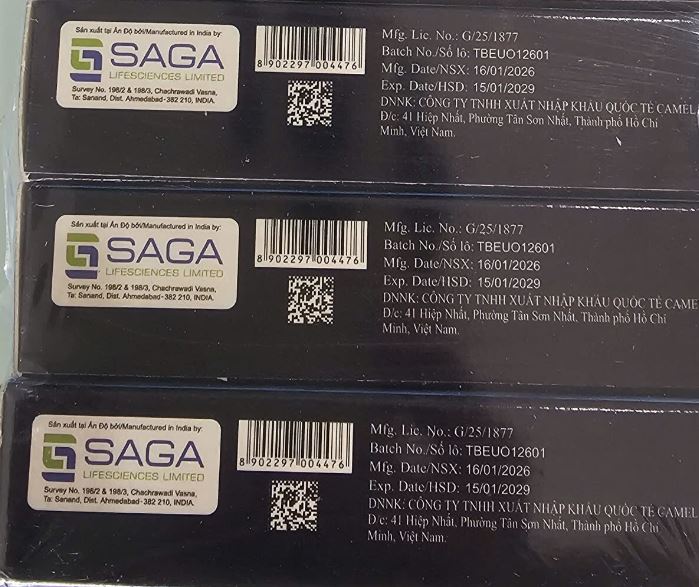 Sản xuất tại Ấn Độ bởi/Manufactured in India by:
SAGA
LIFESCIENCES LIMITED
Survey No. 198/2 & 198/3, Chachrawadi Vasna,
Ta: Sanand, Dist. Ahmedabad-382 210, INDIA.
8 902297 004476
Mfg. Lic. No.: G/25/1877
Batch No./Số lô: TBEUO12601
Mfg. Date/NSX: 16/01/2026
Exp. Date/HSD: 15/01/2029
DNNK: CÔNG TY TNHH XUẤT NHẬP KHẨU QUỐC TẾ CAMEL
Đ/c: 41 Hiệp Nhất, Phường Tân Sơn Nhất, Thành phố Hồ Chí
Minh, Việt Nam.
Sản xuất tại Ấn Độ bởi/Manufactured in India by:
SAGA
LIFESCIENCES LIMITED
Survey No. 198/2 & 198/3, Chachrawadi Vasna,
Ta: Sanand, Dist. Ahmedabad-382 210, INDIA.
8 902297 004476
Mfg. Lic. No.: G/25/1877
Batch No./Số lô: TBEUO12601
Mfg. Date/NSX: 16/01/2026
Exp. Date/HSD: 15/01/2029
DNNK: CÔNG TY TNHH XUẤT NHẬP KHẨU QUỐC TẾ CAME
Đ/c: 41 Hiệp Nhất, Phường Tân Sơn Nhất, Thành phố Hồ Chí
Minh, Việt Nam.
Sản xuất tại Ấn Độ bởi/Manufactured in India by:
SAGA
LIFESCIENCES LIMITED
Survey No. 198/2 & 198/3, Chachrawadi Vasna,
Ta: Sanand, Dist. Ahmedabad-382 210, INDIA.
8 902297 004476
Mfg. Lic. No.: G/25/1877
Batch No./Số lô: TBEUO12601
Mfg. Date/NSX: 16/01/2026
Exp. Date/HSD: 15/01/2029
DNNK: CÔNG TY TNHH XUẤT NHẬP KHẨU QUỐC TẾ CAMEL
Đ/c: 41 Hiệp Nhất, Phường Tân Sơn Nhất, Thành phố Hồ Chí
Minh, Việt Nam.